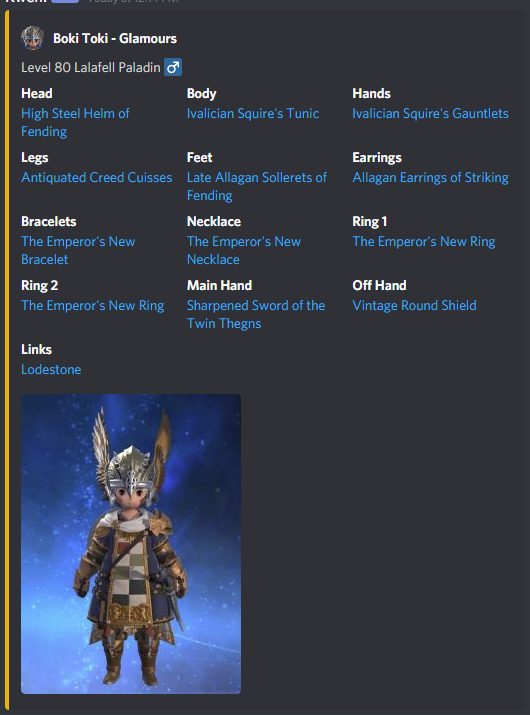 Today at
Boki Toki - Glamours
Level 80 Lalafell Paladin ♂
Head
Body
Hands
High Steel Helm of
Fending
Ivalician Squire's Tunic
Ivalician Squire's Gauntlets
Legs
Feet
Earrings
Antiquated Creed Cuisses
Late Allagan Sollerets of
Fending
Allagan Earrings of Striking
Bracelets
Necklace
Ring 1
The Emperor's New
Bracelet
The Emperor's New
Necklace
The Emperor's New Ring
Ring 2
Main Hand
Off Hand
The Emperor's New Ring
Sharpened Sword of the
Twin Thegns
Vintage Round Shield
Links
Lodestone